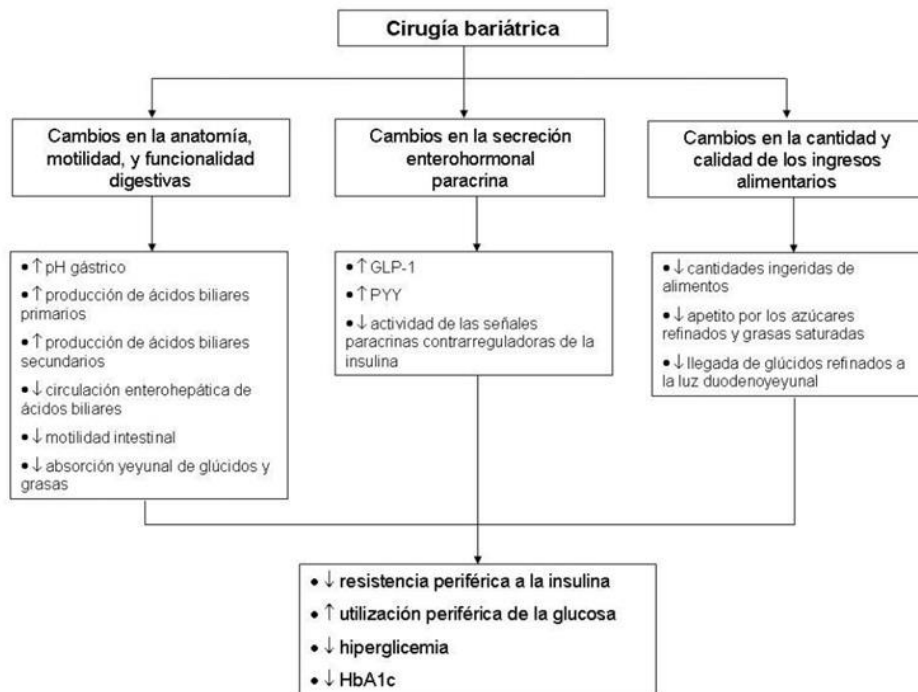 Cirugía bariátrica
Cambios en la anatomía,
motilidad, y funcionalidad
digestivas
Cambios en la secreción
enterohormonal
paracrina
Cambios en la cantidad y
calidad de los ingresos
alimentarios
● ↑ pH gástrico
● ↑ producción de ácidos biliares
primarios
● ↑ producción de ácidos biliares
secundarios
● ↓ circulación enterohepática de
ácidos biliares
● ↓ motilidad intestinal
● ↓ absorción yeyunal de glúcidos y
grasas
● ↑ GLP-1
● ↑ PYY
● ↓ actividad de las señales
paracrinas contrarreguladoras de la
insulina
● ↓ cantidades ingeridas de
alimentos
● ↓ apetito por los azúcares
refinados y grasas saturadas
● ↓ llegada de glúcidos refinados a
la luz duodenoyeyunal
● ↓ resistencia periférica a la insulina
● ↑ utilización periférica de la glucosa
● ↓ hiperglicemia
● ↓ HbA1c